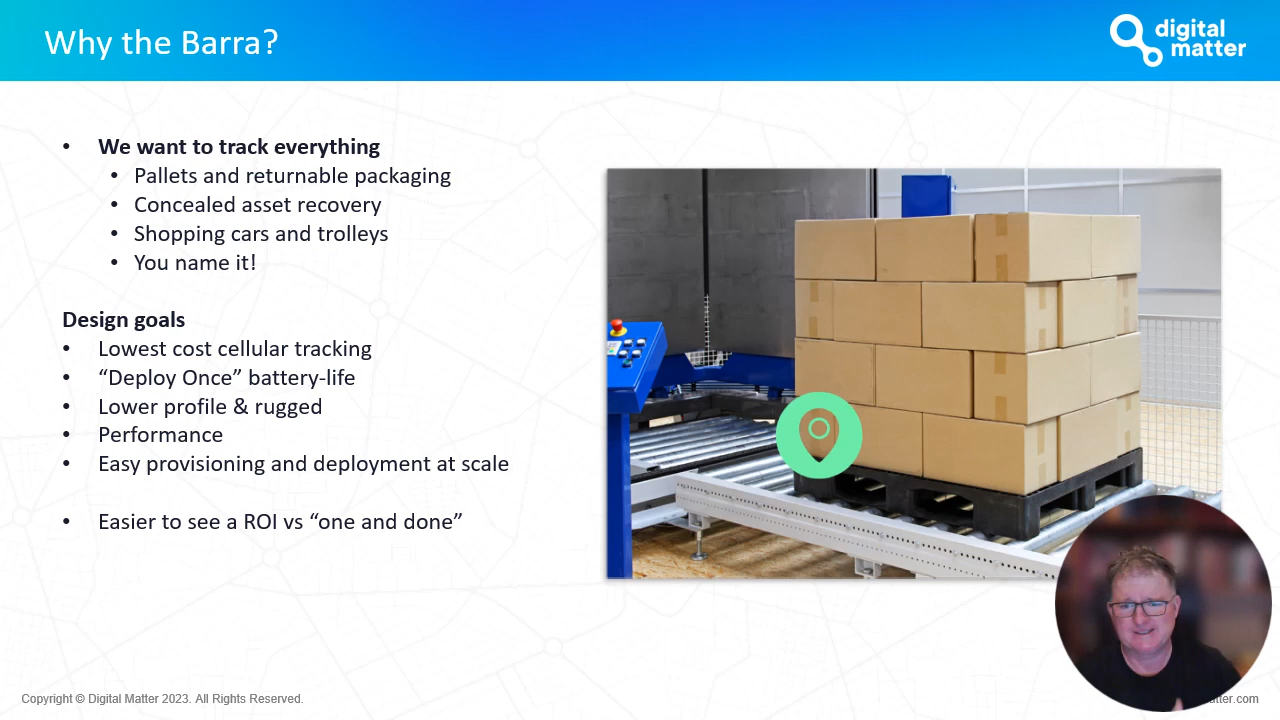 Why the Barra?
digital
matter
• We want to track everything
• Pallets and returnable packaging
• Concealed asset recovery
• Shopping cars and trolleys
• You name it!
Design goals
• Lowest cost cellular tracking
• “Deploy Once” battery-life
• Lower profile & rugged
• Performance
• Easy provisioning and deployment at scale
• Easier to see a ROI vs “one and done”
Copyright © Digital Matter 2023. All Rights Reserved.